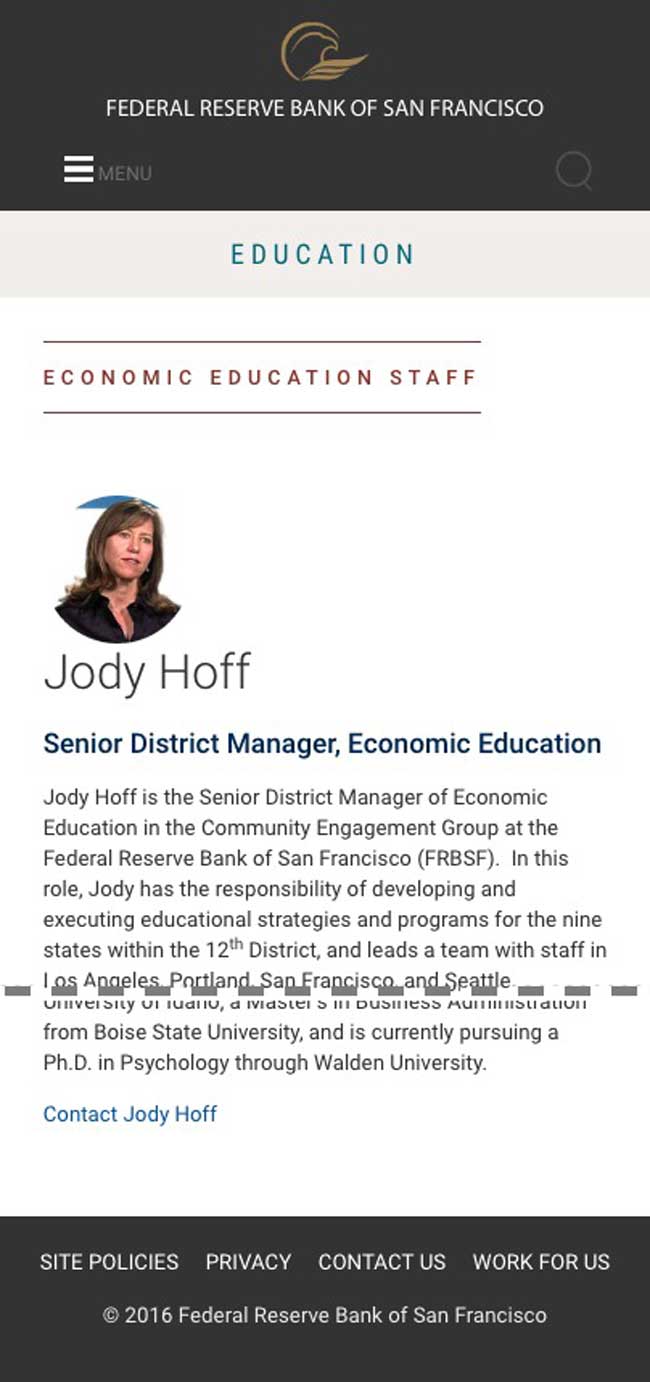 FEDERAL RESERVE BANK OF SAN FRANCISCO
MENU
EDUCATION
ECONOMIC EDUCATION STAFF
Jody Hoff
Senior District Manager, Economic Education
Jody Hoff is the Senior District Manager of Economic
Education in the Community Engagement Group at the
Federal Reserve Bank of San Francisco (FRBSF).  In this
role, Jody has the responsibility of developing and
executing educational strategies and programs for the nine
states within the 12th District, and leads a team with staff in
Los Angeles, Portland, San Francisco, and Seattle.
University of Idaho, a Master's in Business Administration
from Boise State University, and is currently pursuing a
Ph.D. in Psychology through Walden University.
Contact Jody Hoff
SITE POLICIES PRIVACY CONTACT US WORK FOR US
© 2016 Federal Reserve Bank of San Francisco